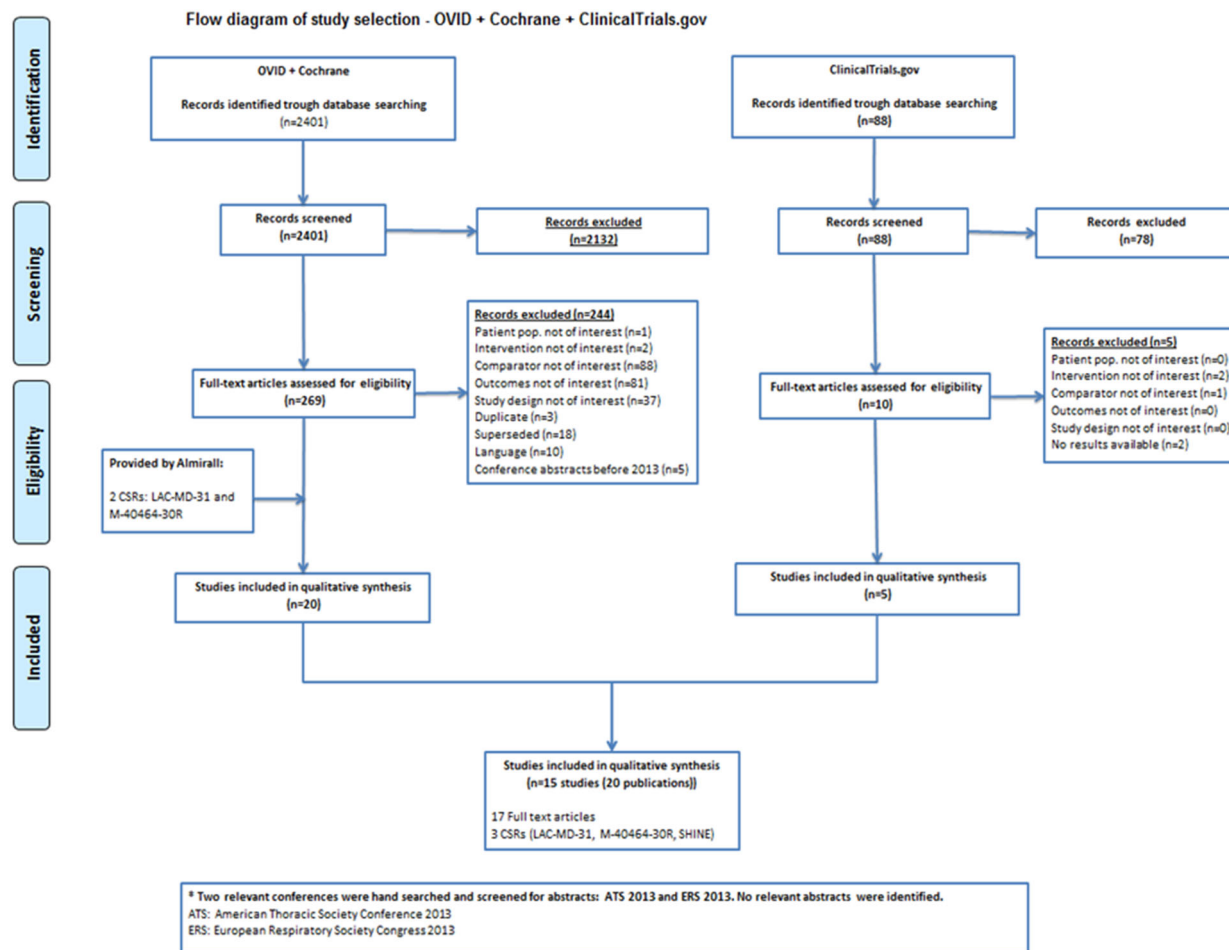 Flow diagram of study selection - OVID + Cochrane + ClinicalTrials.gov
Identification
OVID + Cochrane
Records identified trough database searching
(n=2401)
ClinicalTrials.gov
Records identified trough database searching
(n=88)
Screening
Records screened
(n=2401)
Records excluded
(n=2132)
Records screened
(n=88)
Records excluded
(n=78)
Eligibility
Full-text articles assessed for eligibility
(n=269)
Records excluded (n=244)
Patient pop. not of interest (n=1)
Intervention not of interest (n=2)
Comparator not of interest (n=88)
Outcomes not of interest (n=81)
Study design not of interest (n=37)
Duplicate (n=3)
Superseded (n=18)
Language (n=10)
Conference abstracts before 2013 (n=5)
Full-text articles assessed for eligibility
(n=10)
Records excluded (n=5)
Patient pop. not of interest (n=0)
Intervention not of interest (n=2)
Comparator not of interest (n=1)
Outcomes not of interest (n=0)
Study design not of interest (n=0)
No results available (n=2)
Provided by Almirall:
2 CSRs: LAC-MD-31 and
M-40464-30R
Included
Studies included in qualitative synthesis
(n=20)
Studies included in qualitative synthesis
(n=5)
Studies included in qualitative synthesis
(n=15 studies (20 publications))
17 Full text articles
3 CSRs (LAC-MD-31, M-40464-30R, SHINE)
* Two relevant conferences were hand searched and screened for abstracts: ATS 2013 and ERS 2013. No relevant abstracts were identified.
ATS: American Thoracic Society Conference 2013
ERS: European Respiratory Society Congress 2013